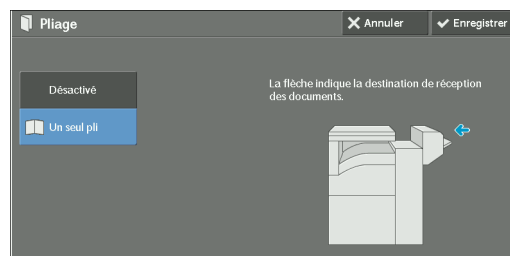 Pliage
Annuler
Enregistrer
Désactivé
Un seul pli
La flèche indique la destination de réception
des documents.